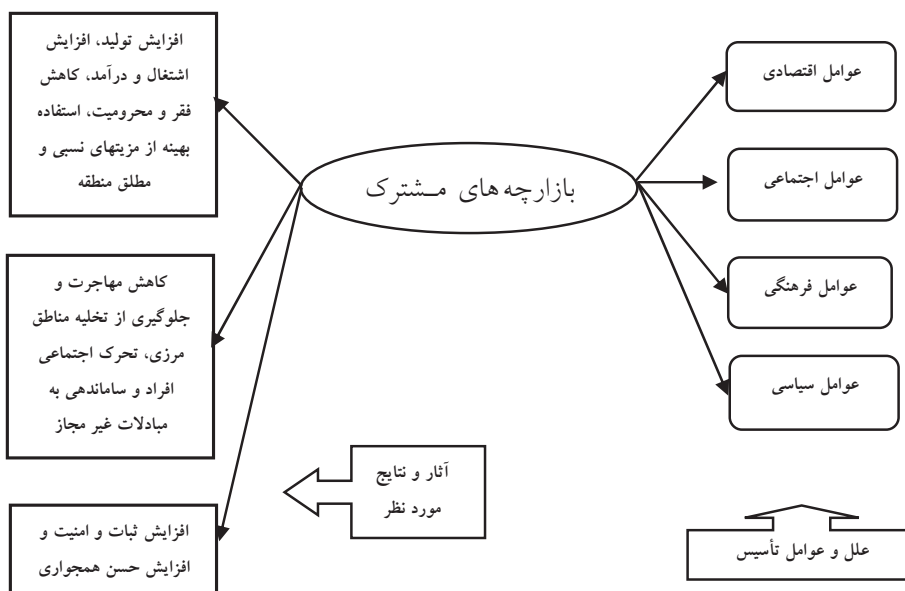 عوامل اقتصادی
عوامل اجتماعی
عوامل فرهنگی
عوامل سیاسی
علل و عوامل تأسیس
بازارچه های مـشترک
افزایش تولید، افزایش
اشتغال و درآمد، کاهش
فقر و محرومیت، استفاده
بهینه از مزیتهای نسبی و
مطلق منطقه
کاهش مهاجرت و
جلوگیری از تخلیه مناطق
مرزی، تحرک اجتماعی
افراد و ساماندهی به
مبادلات غیر مجاز
افزایش ثبات و امنیت و
افزایش حسن همجواری
آثار و نتایج
مورد نظر